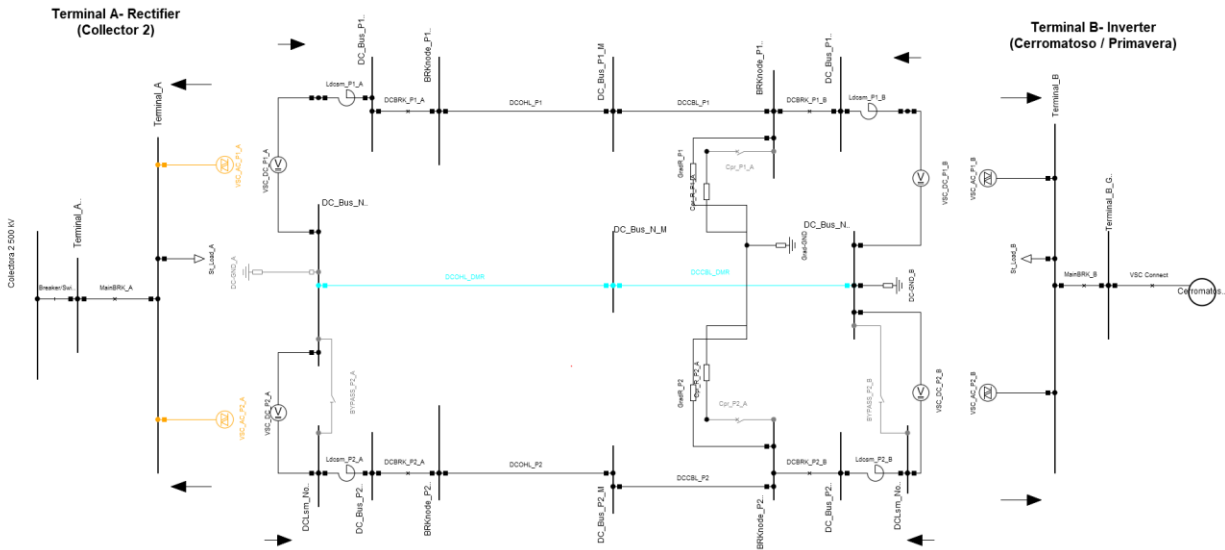 Terminal A- Rectifier
(Collector 2)
Terminal B- Inverter
(Cerromatoso / Primavera)
DC_Bus_P1..
BRKnode_P1..
DC_Bus_P1_M
BRKnode_P1..
DC_Bus_P1..
Terminal_A
Terminal_B
Ldcsm_P1_A
DCBRK_P1_A
DCOHL_P1
DCCBL_P1
DCBRK_P1_B
Ldcsm_P1_B
VSC_AC_P1_A
VSC_DC_P1_A
GradR_P1
Cpr_R_P1_A
Cpr_P1_A
VSC_DC_P1_B
VSC_AC_P1_B
DC_Bus_N..
DC_Bus_N_M
DC_Bus_N..
Terminal_A..
Terminal_B_G..
Colectora 2 500 kV
St_Load_A
DC-GND_A
Grad-GND
DC-GND_B
St_Load_B
DCOHL_DMR
DCCBL_DMR
Breaker/Swi...
MainBRK_A
MainBRK_B
VSC Connect
Cerromatos..
VSC_AC_P2_A
VSC_DC_P2_A
BYPASS_P2_A
GradR_P2
Cpr_R_P2_A
Cpr_P2_A
BYPASS_P2_B
VSC_DC_P2_B
VSC_AC_P2_B
Ldcsm_P2_A
DCBRK_P2_A
DCOHL_P2
DCCBL_P2
DCBRK_P2_B
Ldcsm_P2_B
DCLsm_No..
DC_Bus_P2..
BRKnode_P2..
DC_Bus_P2_M
BRKnode_P2..
DC_Bus_P2..
DCLsm_No..